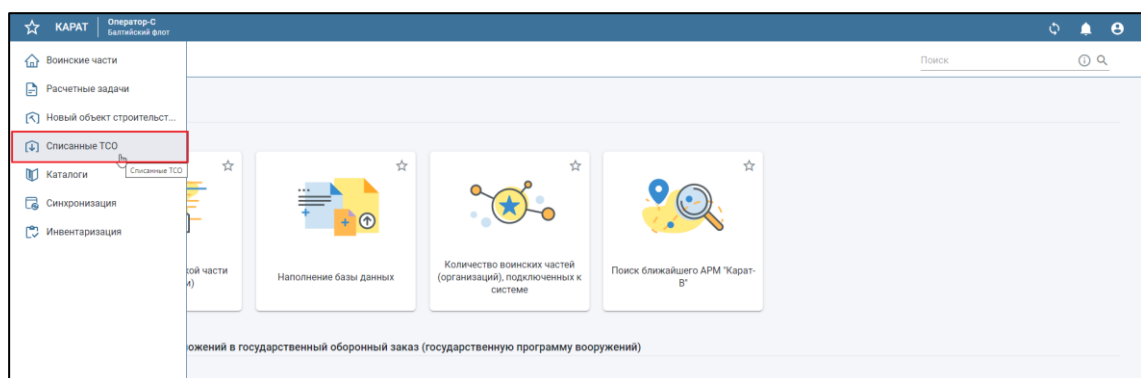 КАРАТ
Оператор-С
Балтийский флот
Воинские части
Поиск
Расчетные задачи
Новый объект строительст...
Списанные ТСО
Списанные ТСО
Каталоги
Синхронизация
Инвентаризация
ской части
и)
Наполнение базы данных
Количество воинских частей
(организаций), подключенных к
системе
Поиск ближайшего АРМ "Карат-
В"
ожений в государственный оборонный заказ (государственную программу вооружений)